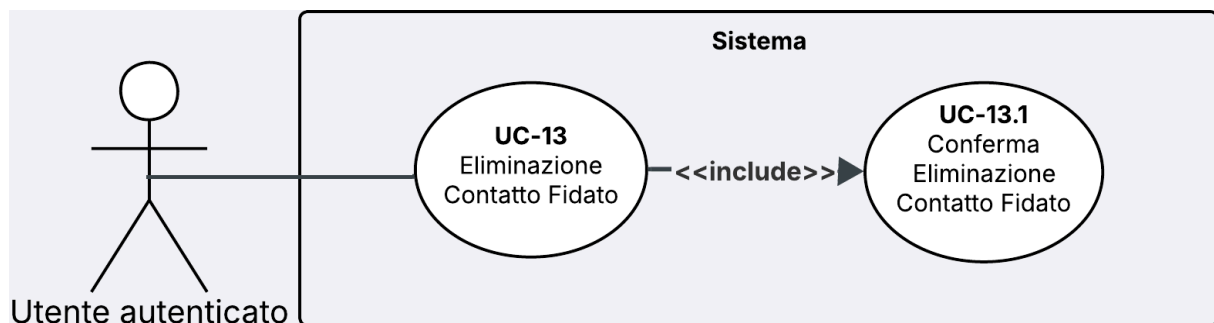 Sistema
UC-13
Eliminazione
Contatto Fidato
<<include>>
UC-13.1
Conferma
Eliminazione
Contatto Fidato
Utente autenticato